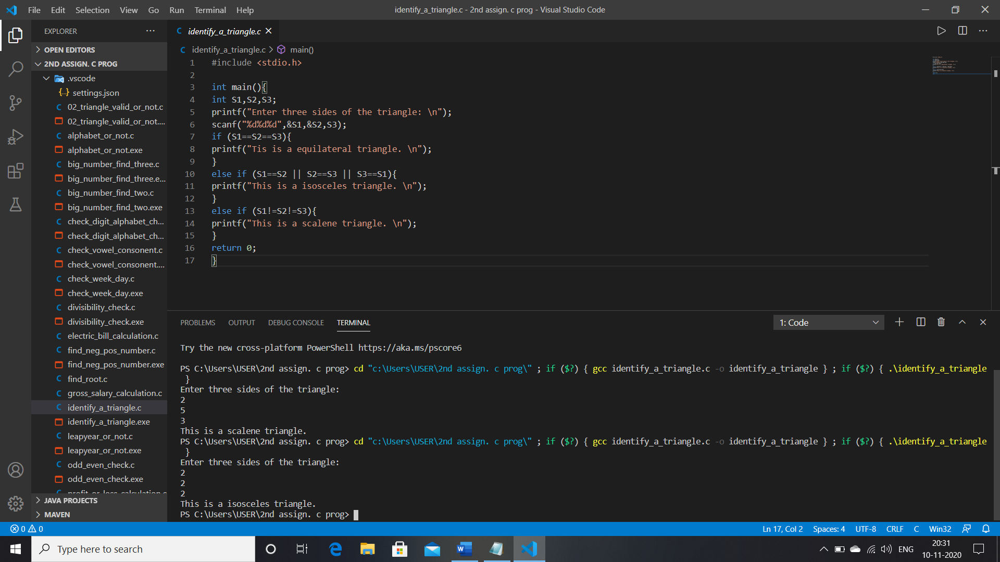 File Edit Selection View Go Run Terminal Help
identify_a_triangle.c - 2nd assign. c prog - Visual Studio Code
EXPLORER
OPEN EDITORS
2ND ASSIGN. C PROG
.vscode
{..} settings.json
C 02_triangle_valid_or_not.c
02_triangle_valid_or_not....
C alphabet_or_not.c
alphabet_or_not.exe
C big_number_find_three.c
big_number_find_three.e...
C big_number_find_two.c
big_number_find_two.exe
C check_digit_alphabet_ch...
check_digit_alphabet_ch...
C check_vowel_consonent.c
check_vowel_consonent....
C check_week_day.c
check_week_day.exe
C divisibility_check.c
divisibility_check.exe
C electric_bill_calculation.c
C find_neg_pos_number.c
find_neg_pos_number.exe
C find_root.c
C gross_salary_calculation.c
C identify_a_triangle.c
identify_a_triangle.exe
C leapyear_or_not.c
leapyear_or_not.exe
C odd_even_check.c
odd_even_check.exe
C profit_or_loss_calculation.c
JAVA PROJECTS
MAVEN
C identify_a_triangle.c
C identify_a_triangle.c > main()
1 #include <stdio.h>
2
3 int main(){
4 int S1,S2,S3;
5 printf("Enter three sides of the triangle: \n");
6 scanf("%d%d%d",&S1,&S2,S3);
7 if (S1==S2==S3){
8 printf("Tis is a equilateral triangle. \n");
9 }
10 else if (S1==S2 || S2==S3 || S3==S1){
11 printf("This is a isosceles triangle. \n");
12 }
13 else if (S1!=S2!=S3){
14 printf("This is a scalene triangle. \n");
15 }
16 return 0;
17 }
PROBLEMS OUTPUT DEBUG CONSOLE TERMINAL
1: Code
Try the new cross-platform PowerShell https://aka.ms/pscore6
PS C:\Users\USER\2nd assign. c prog> cd "c:\Users\USER\2nd assign. c prog\" ; if ($?) { gcc identify_a_triangle.c -o identify_a_triangle } ; if ($?) { .\identify_a_triangle
}
Enter three sides of the triangle:
2
5
3
This is a scalene triangle.
PS C:\Users\USER\2nd assign. c prog> cd "c:\Users\USER\2nd assign. c prog\" ; if ($?) { gcc identify_a_triangle.c -o identify_a_triangle } ; if ($?) { .\identify_a_triangle
}
Enter three sides of the triangle:
2
2
2
This is a isosceles triangle.
PS C:\Users\USER\2nd assign. c prog>
0 0
Ln 17, Col 2 Spaces: 4 UTF-8 CRLF C Win32
Type here to search
ENG
20:31
10-11-2020